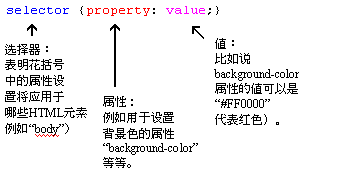 selector {property: value;}
选择器：
表明花括号
中的属性设
置将应用于
哪些HTML元素
例如“body”）
属性：
例如用于设置
背景色的属性
“background-color”
等等。
值：
比如说
background-color
属性的值可以是
“#FF0000”
代表红色）。